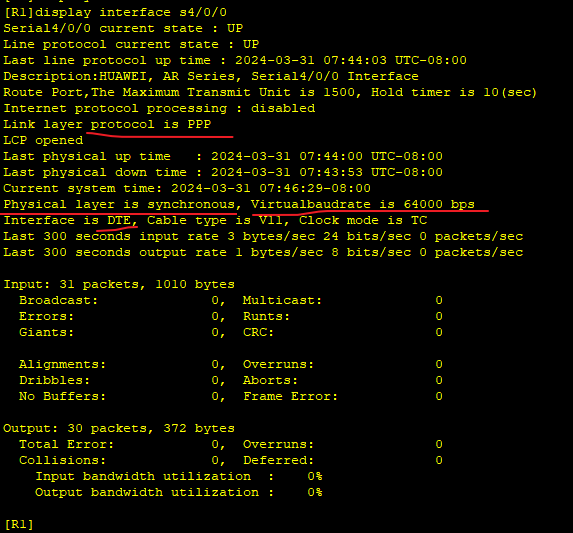 [R1]display interface s4/0/0
Serial4/0/0 current state : UP
Line protocol current state : UP
Last line protocol up time : 2024-03-31 07:44:03 UTC-08:00
Description:HUAWEI, AR Series, Serial4/0/0 Interface
Route Port,The Maximum Transmit Unit is 1500, Hold timer is 10(sec)
Internet protocol processing : disabled
Link layer protocol is PPP
LCP opened
Last physical up time   : 2024-03-31 07:44:00 UTC-08:00
Last physical down time : 2024-03-31 07:43:53 UTC-08:00
Current system time: 2024-03-31 07:46:29-08:00
Physical layer is synchronous, Virtualbaudrate is 64000 bps
Interface is DTE, Cable type is V11, Clock mode is TC
Last 300 seconds input rate 3 bytes/sec 24 bits/sec 0 packets/sec
Last 300 seconds output rate 1 bytes/sec 8 bits/sec 0 packets/sec
Input: 31 packets, 1010 bytes
Broadcast: 0, Multicast: 0
Errors: 0, Runts: 0
Giants: 0, CRC: 0
Alignments: 0, Overruns: 0
Dribbles: 0, Aborts: 0
No Buffers: 0, Frame Error: 0
Output: 30 packets, 372 bytes
Total Error: 0, Overruns: 0
Collisions: 0, Deferred: 0
Input bandwidth utilization  :    0%
Output bandwidth utilization :    0%
[R1]